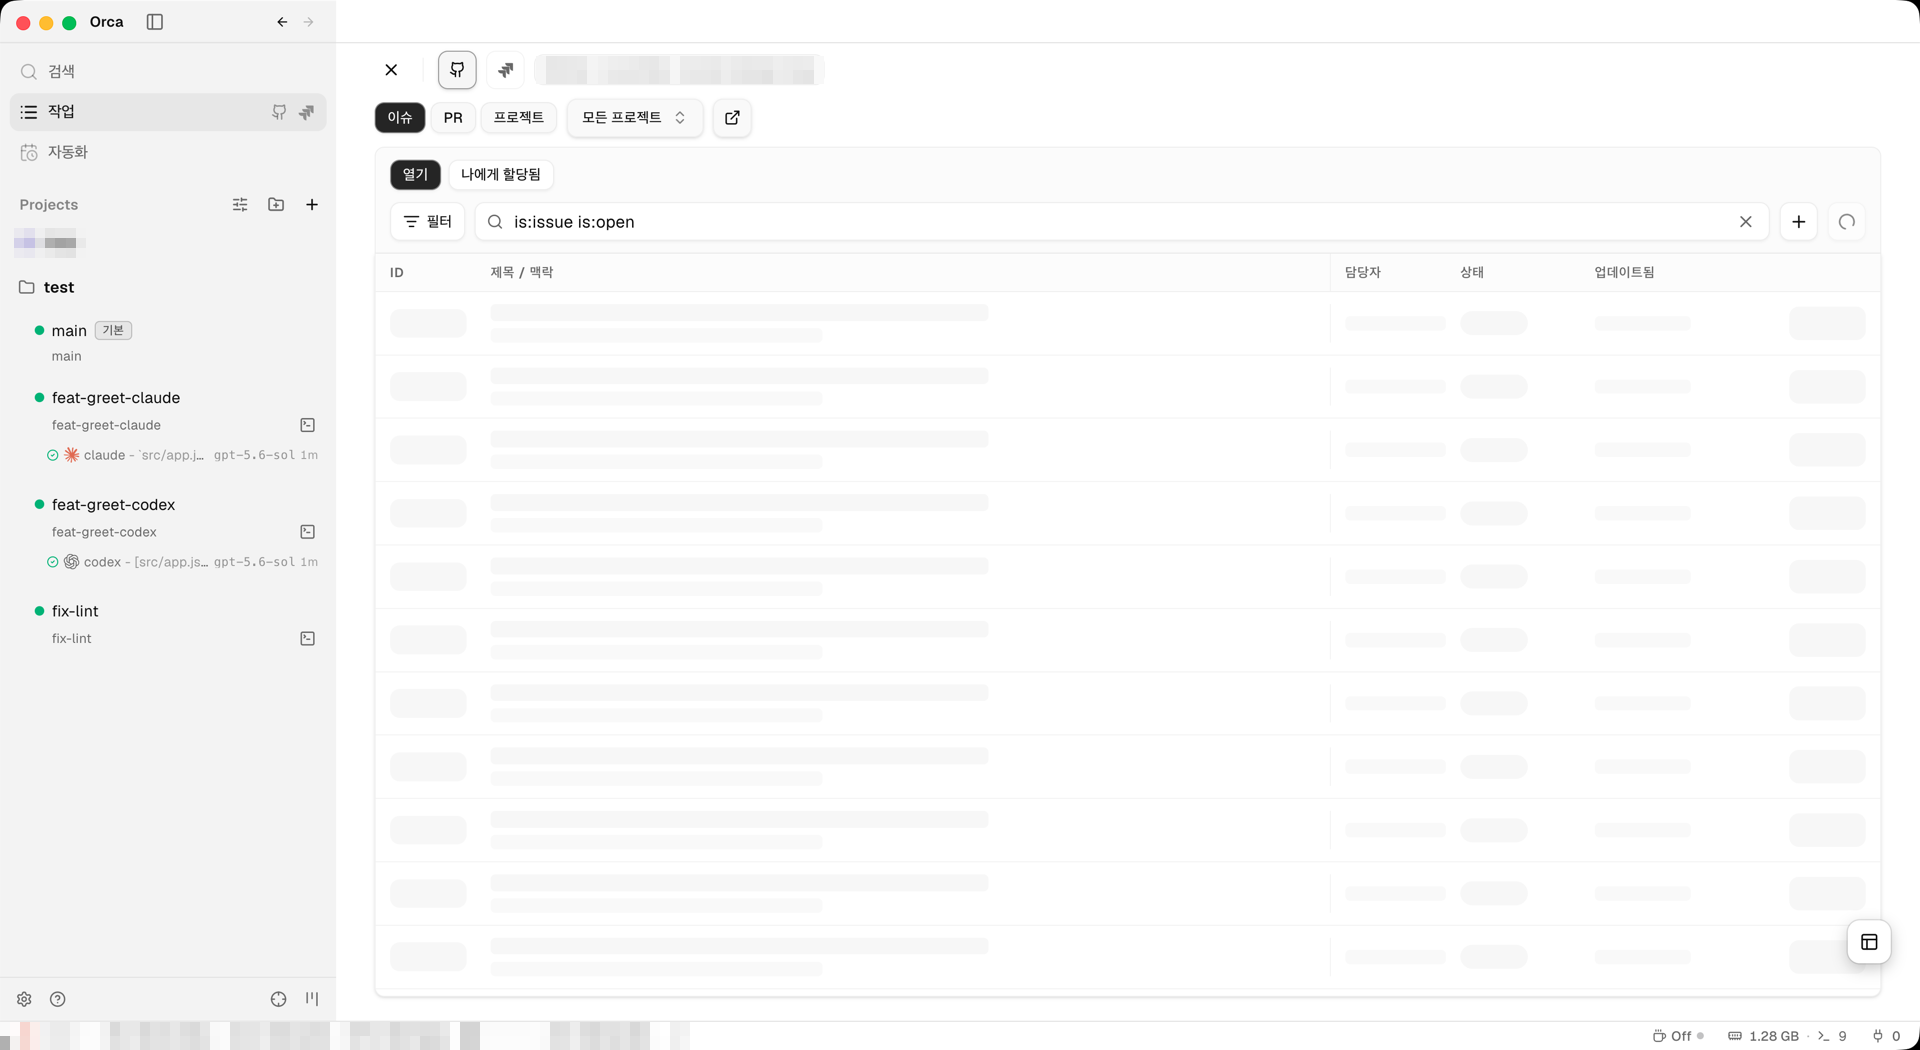 Orca
검색
작업
자동화
Projects
test
main 기본
main
feat-greet-claude
feat-greet-claude
claude - `src/app.j... gpt-5.6-sol 1m
feat-greet-codex
feat-greet-codex
codex - [src/app.js... gpt-5.6-sol 1m
fix-lint
fix-lint
이슈 PR 프로젝트 모든 프로젝트
열기 나에게 할당됨
필터 is:issue is:open
ID 제목 / 맥락 담당자 상태 업데이트됨
Off 1.28 GB · 9 0